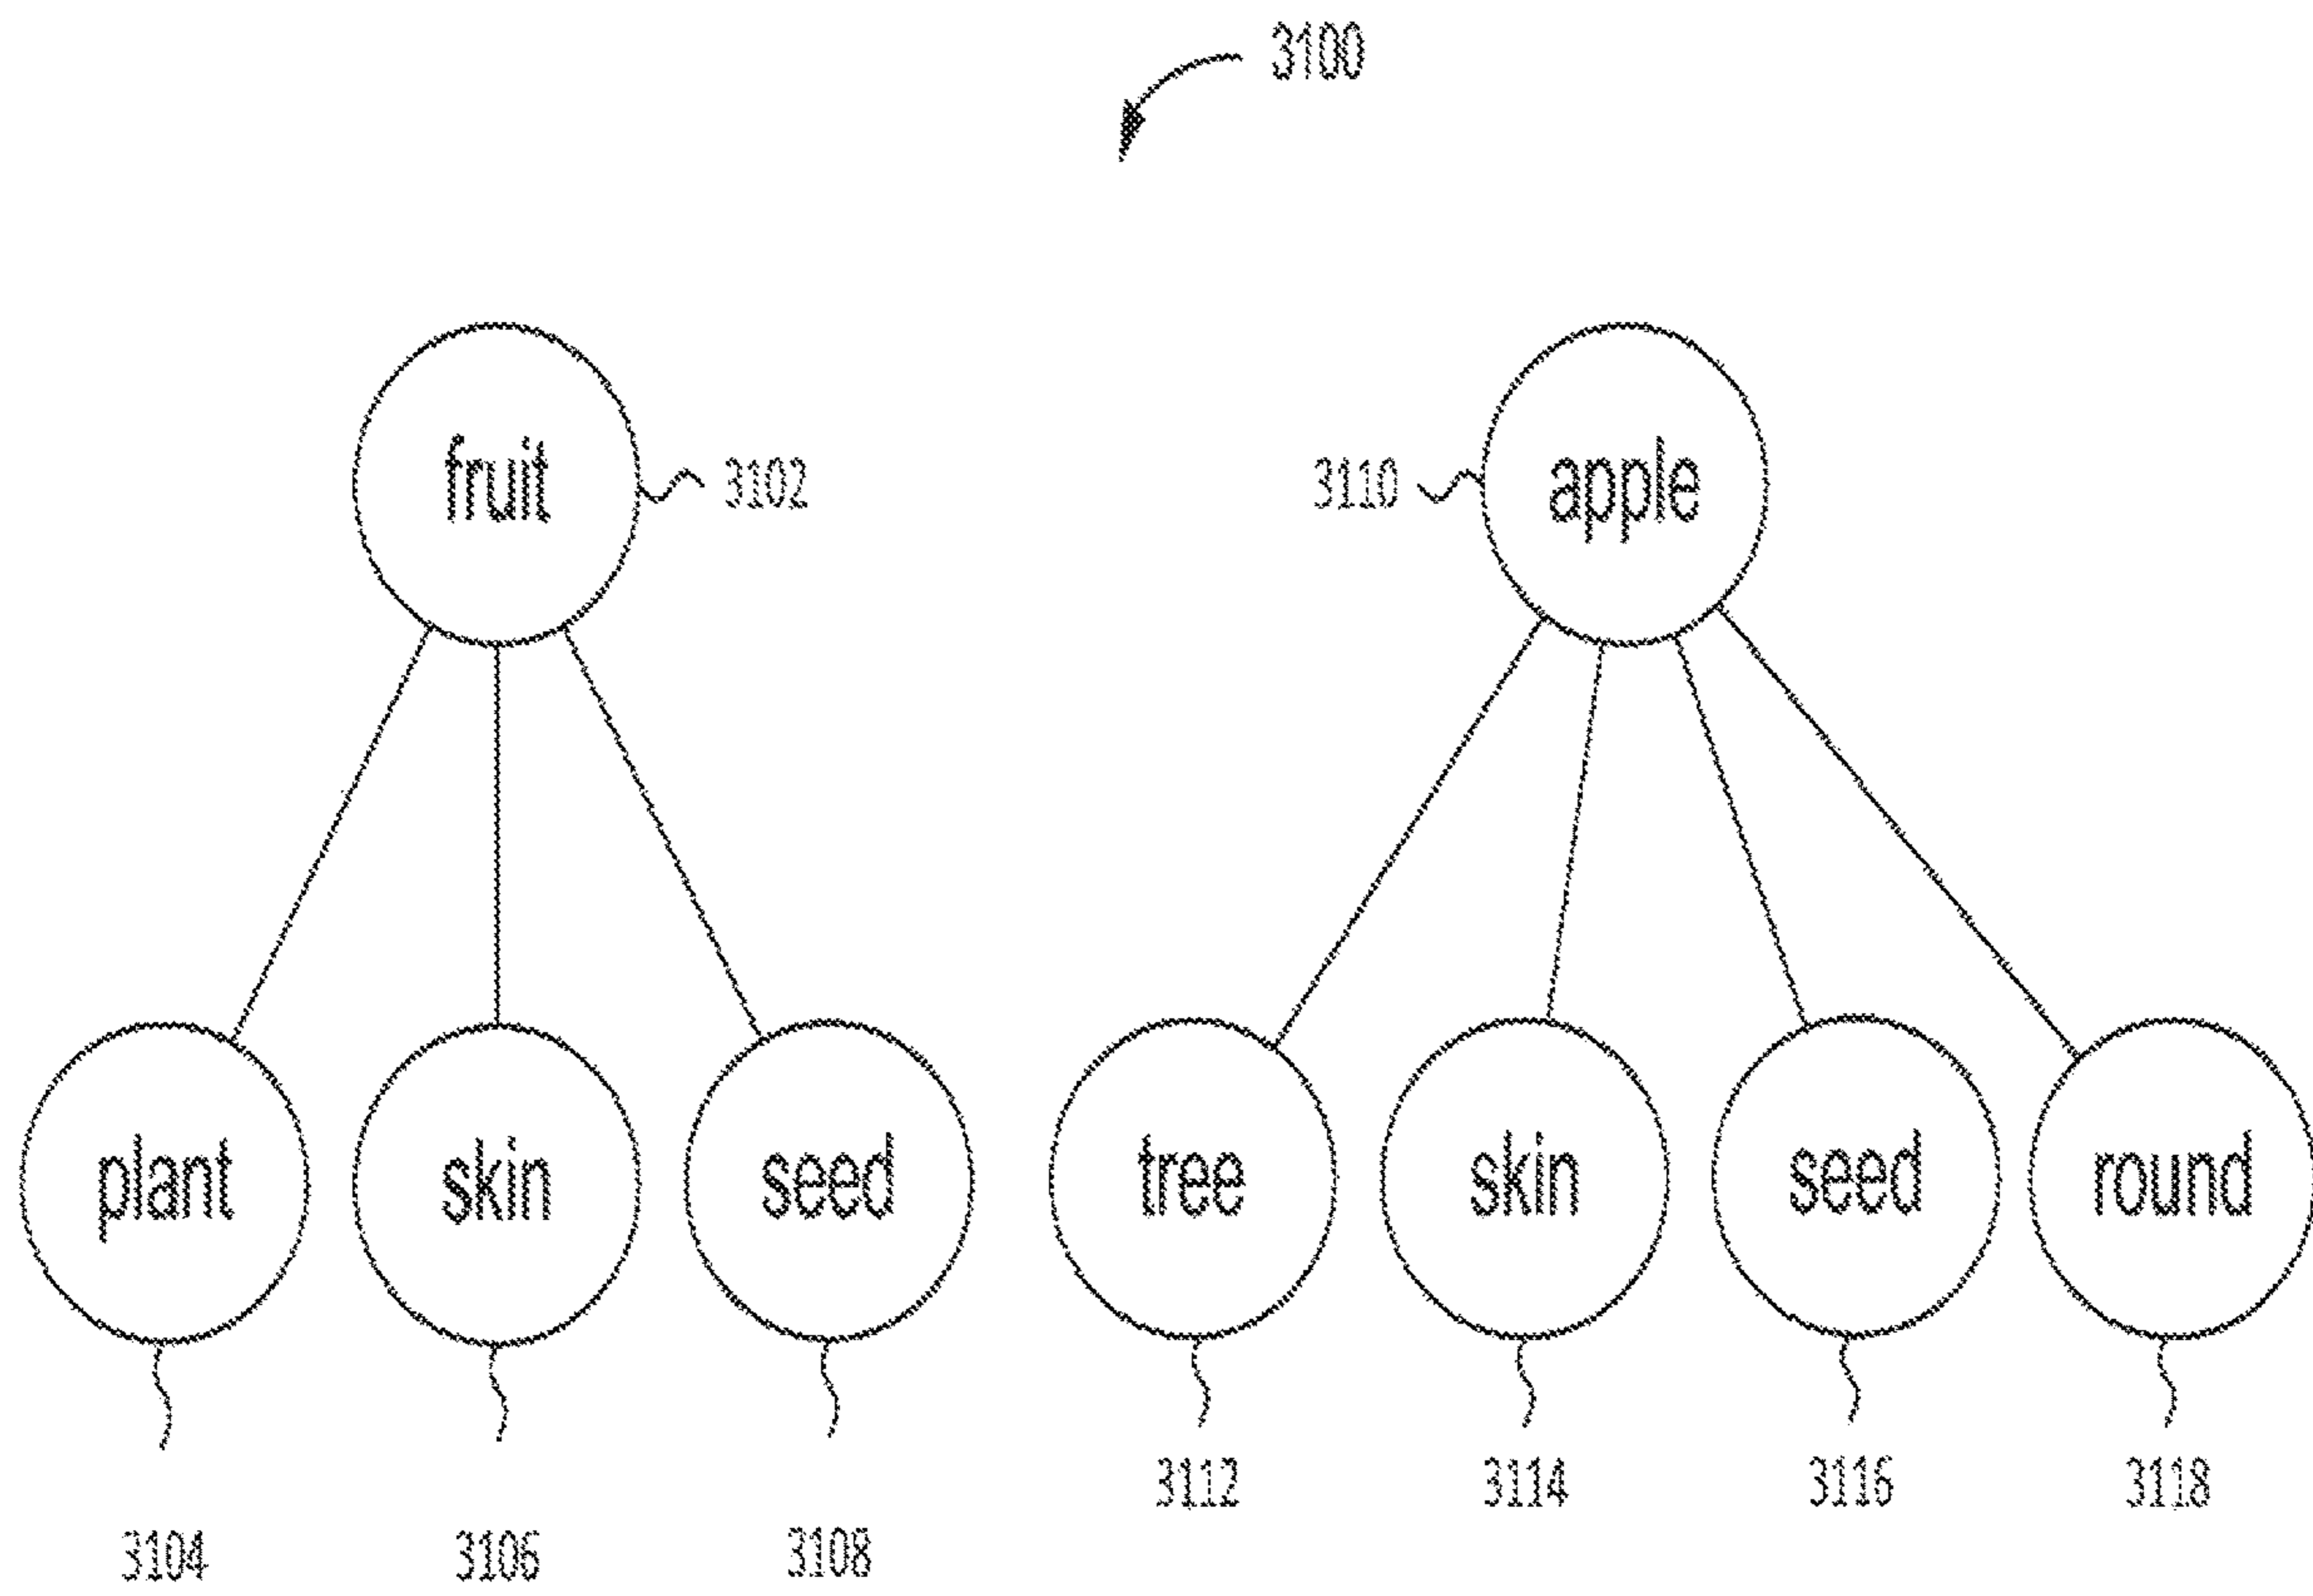 3100
fruit
3102
3110
apple
plant
skin
seed
tree
skin
seed
round
3112
3114
3116
3118
3104
3106
3108